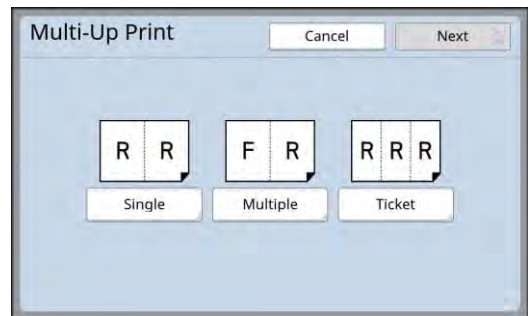 Multi-Up Print Cancel Next
R R F R R R R
Single Multiple Ticket